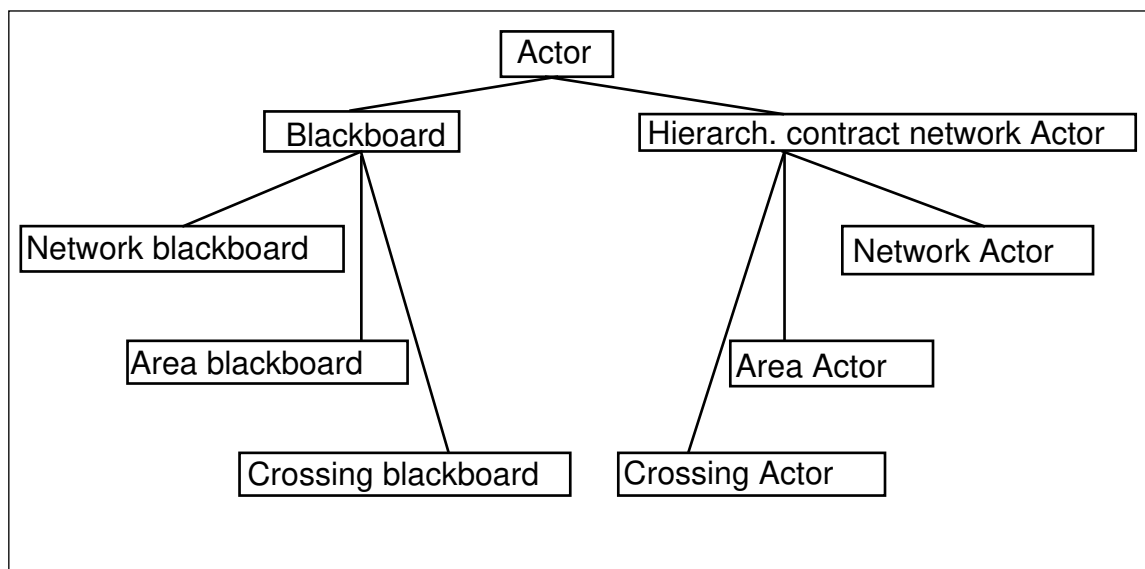 Actor
Blackboard
Hierarch. contract network Actor
Network blackboard
Network Actor
Area blackboard
Area Actor
Crossing blackboard
Crossing Actor